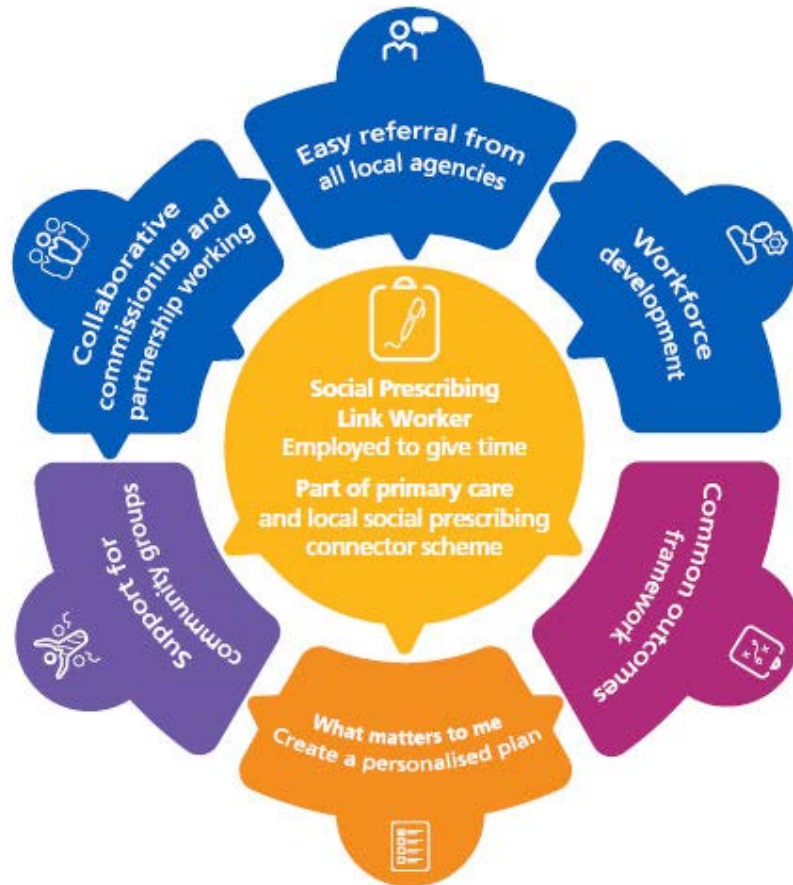 Easy referral from
all local agencies
Workforce
development
Common outcomes
framework
What matters to me
Create a personalised plan
Support for
community groups
Collaborative
commissioning and
partnership working
Social Prescribing
Link Worker
Employed to give time
Part of primary care
and local social prescribing
connector scheme